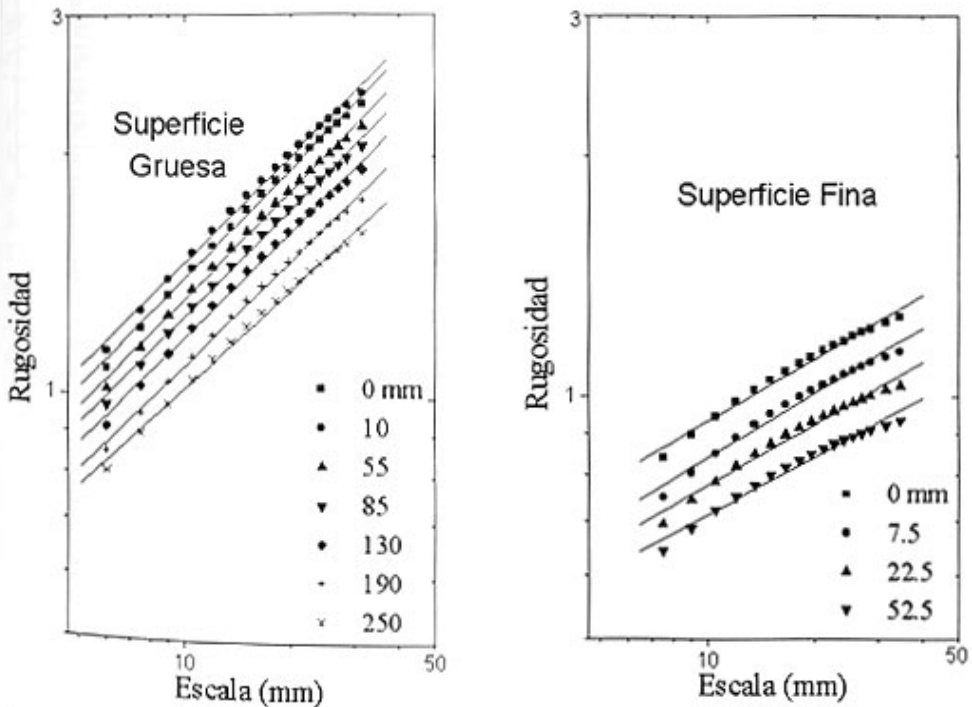 3
Superficie
Gruesa
Rugosidad
1
0 mm
10
55
85
130
190
250
10
50
Escala (mm)
3
Superficie Fina
Rugosidad
1
0 mm
7.5
22.5
52.5
10
50
Escala (mm)